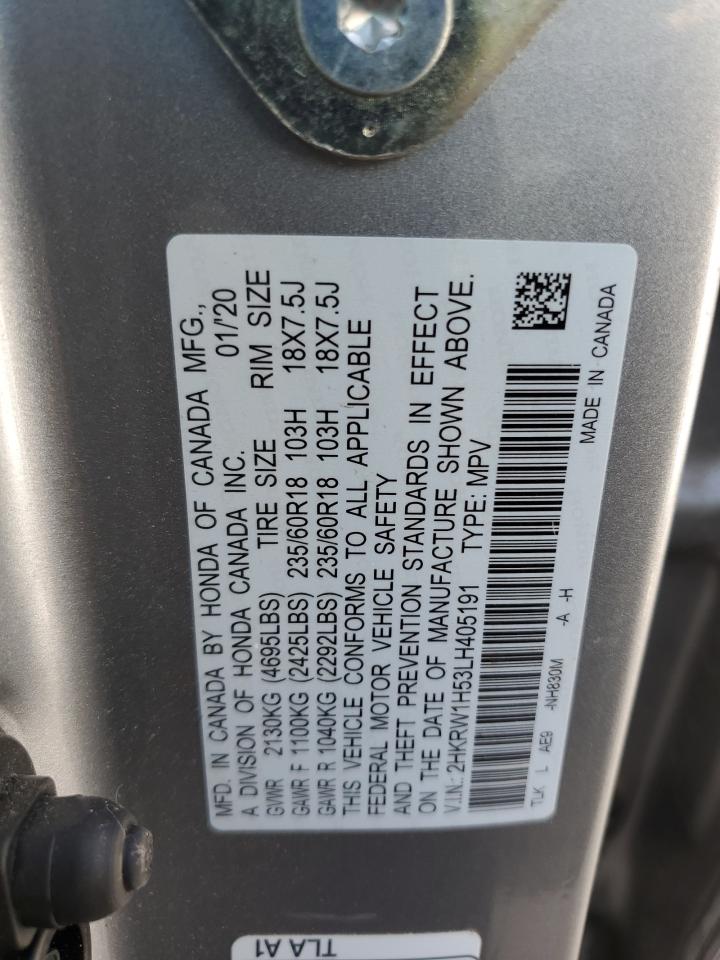 MFD. IN CANADA BY HONDA OF CANADA MFG.,
A DIVISION OF HONDA CANADA INC. 01/'20
GVWR 2130KG (4695LBS) TIRE SIZE RIM SIZE
GAWR F 1100KG (2425LBS) 235/60R18 103H 18X7.5J
GAWR R 1040KG (2292LBS) 235/60R18 103H 18X7.5J
THIS VEHICLE CONFORMS TO ALL APPLICABLE
FEDERAL MOTOR VEHICLE SAFETY
AND THEFT PREVENTION STANDARDS IN EFFECT
ON THE DATE OF MANUFACTURE SHOWN ABOVE.
V.I.N.: 2HKRW1H53LH405191 TYPE: MPV
TLK L AE9 -NH830M -A -H
MADE IN CANADA
TLA A1